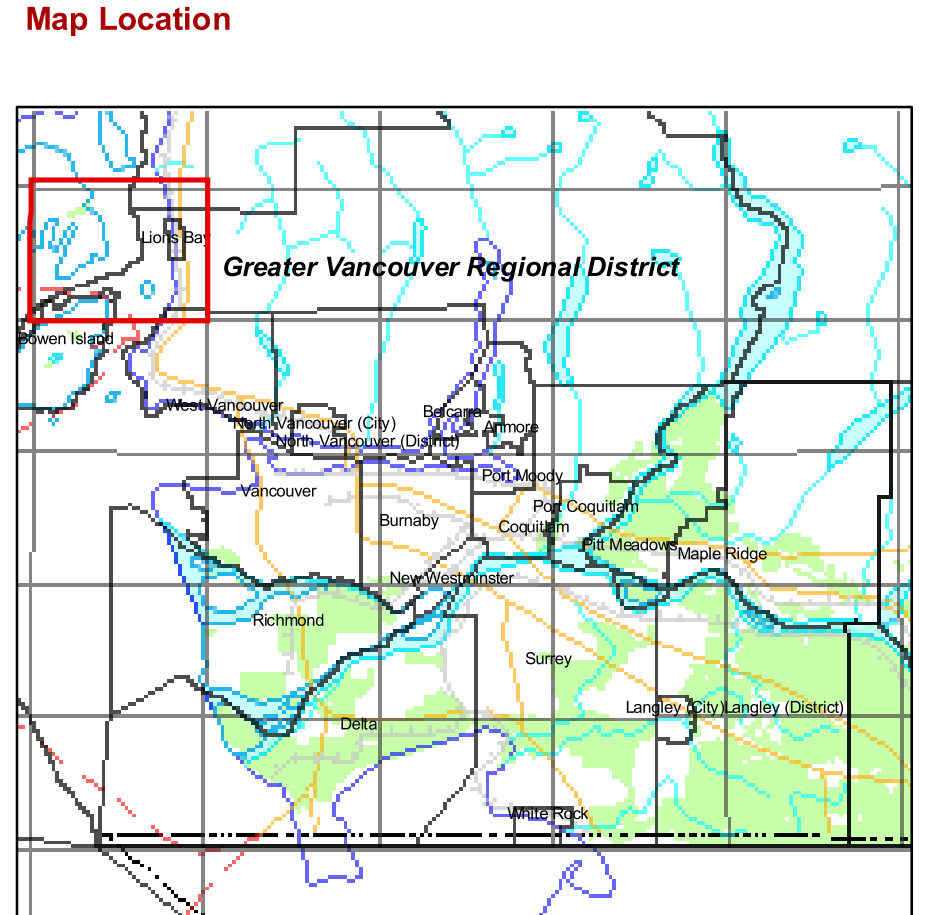 Map Location
Lions Bay
Greater Vancouver Regional District
Bowen Island
West Vancouver
Belcarra
North Vancouver (City)
Anmore
North Vancouver (District)
Port Moody
Vancouver
Port Coquitlam
Burnaby
Coquitlam
Pitt Meadows
Maple Ridge
New Westminster
Richmond
Surrey
Langley (City)
Langley (District)
Delta
White Rock